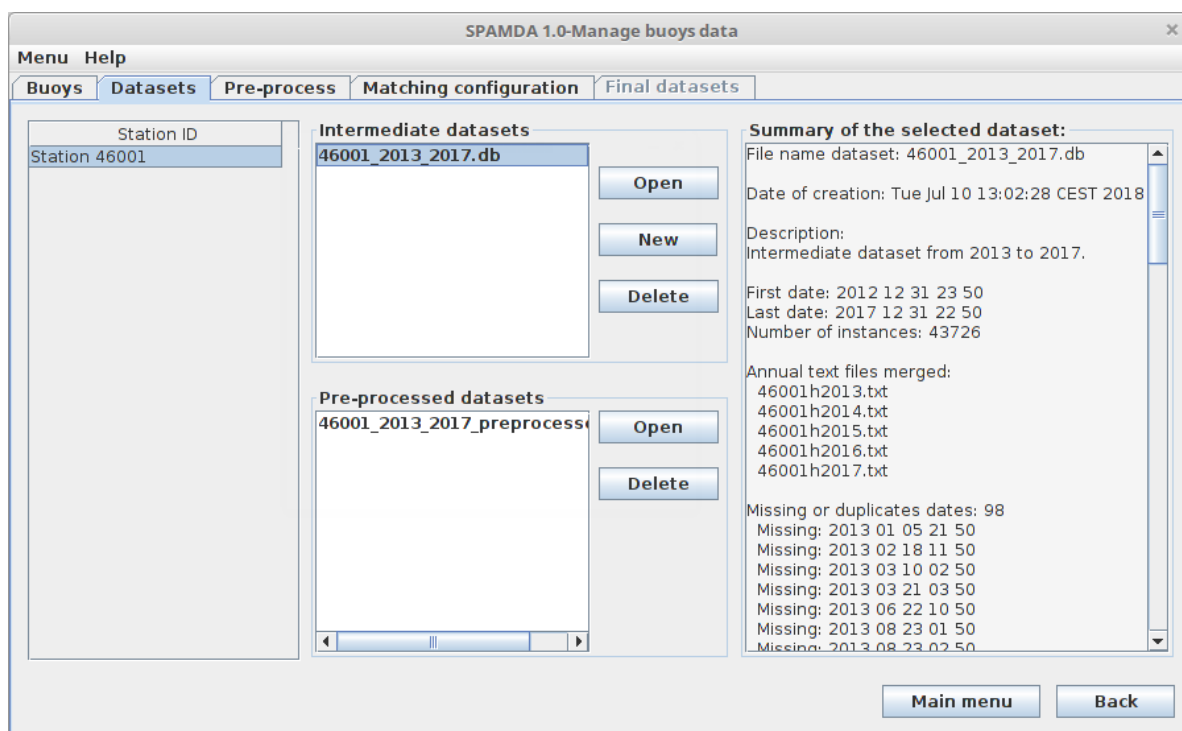 SPAMDA 1.0-Manage buoys data
Menu Help
Buoys Datasets Pre-process Matching configuration Final datasets
Station ID
Station 46001
Intermediate datasets
46001_2013_2017.db
Open
New
Delete
Pre-processed datasets
46001_2013_2017_preprocesse
Open
Delete
Summary of the selected dataset:
File name dataset: 46001_2013_2017.db
Date of creation: Tue Jul 10 13:02:28 CEST 2018
Description:
Intermediate dataset from 2013 to 2017.
First date: 2012 12 31 23 50
Last date: 2017 12 31 22 50
Number of instances: 43726
Annual text files merged:
46001h2013.txt
46001h2014.txt
46001h2015.txt
46001h2016.txt
46001h2017.txt
Missing or duplicates dates: 98
Missing: 2013 01 05 21 50
Missing: 2013 02 18 11 50
Missing: 2013 03 10 02 50
Missing: 2013 03 21 03 50
Missing: 2013 06 22 10 50
Missing: 2013 08 23 01 50
Missing: 2013 08 23 02 50
Main menu Back